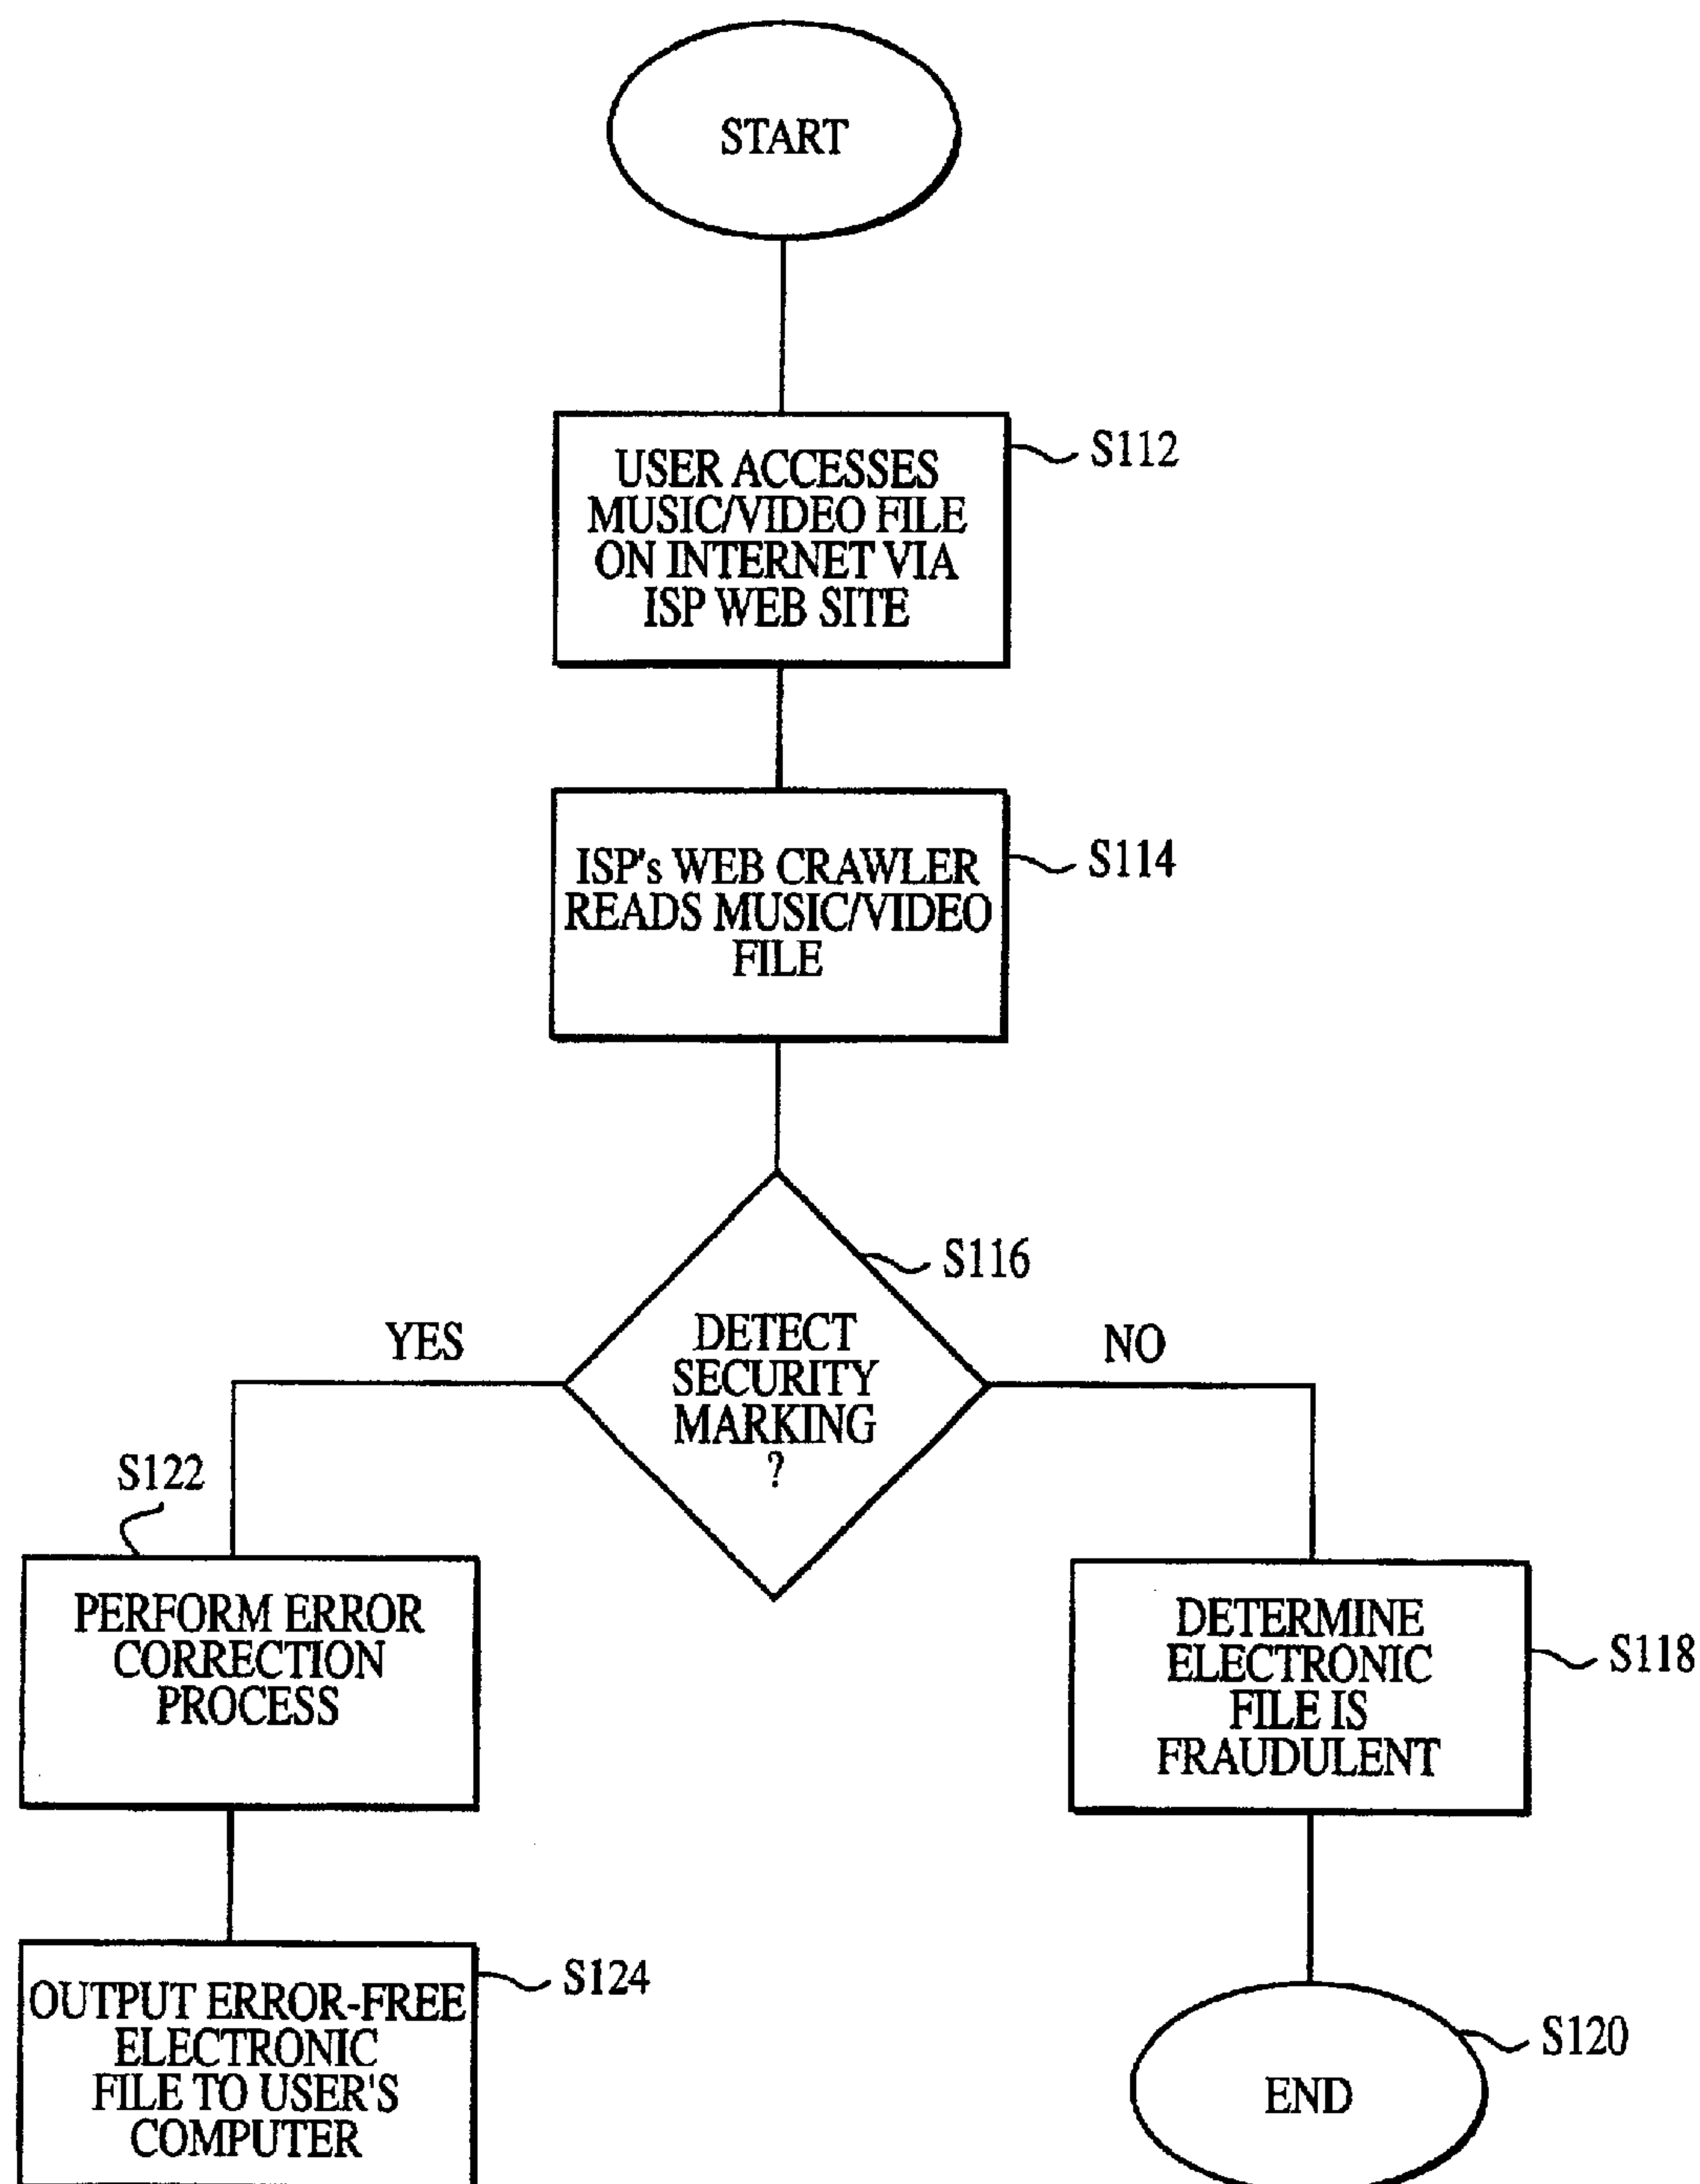 START
USER ACCESSES
MUSIC/VIDEO FILE
ON INTERNET VIA
ISP WEB SITE
S112
ISP's WEB CRAWLER
READS MUSIC/VIDEO
FILE
S114
DETECT
SECURITY
MARKING
?
S116
YES
NO
S122
PERFORM ERROR
CORRECTION
PROCESS
DETERMINE
ELECTRONIC
FILE IS
FRAUDULENT
S118
OUTPUT ERROR-FREE
ELECTRONIC
FILE TO USER'S
COMPUTER
S124
END
S120